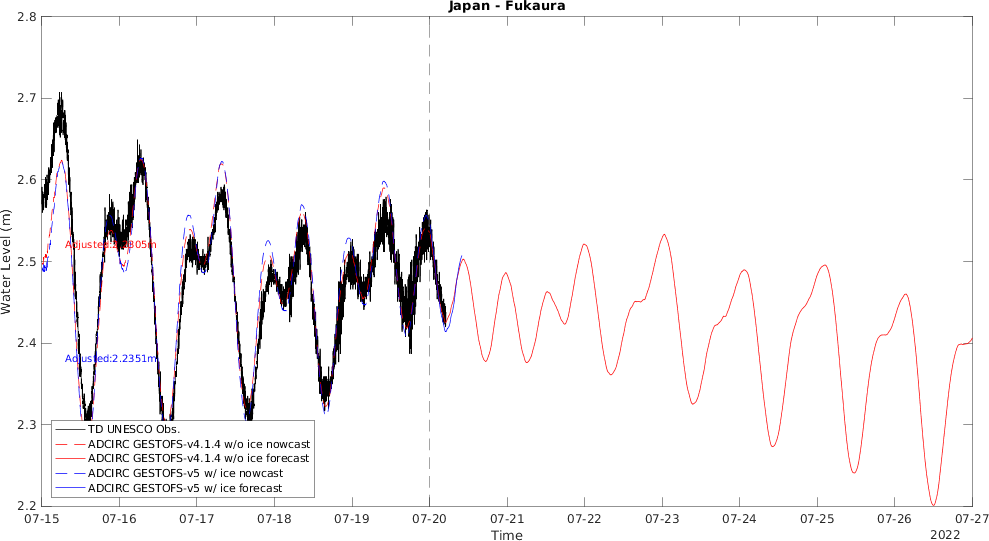 Japan - Fukaura
2.8
2.7
2.6
2.5
2.4
2.3
2.2
Water Level (m)
Adjusted:2.2305m
Adjusted:2.2351m
TD UNESCO Obs.
ADCIRC GESTOFS-v4.1.4 w/o ice nowcast
ADCIRC GESTOFS-v4.1.4 w/o ice forecast
ADCIRC GESTOFS-v5 w/ ice nowcast
ADCIRC GESTOFS-v5 w/ ice forecast
07-15 07-16 07-17 07-18 07-19 07-20 07-21 07-22 07-23 07-24 07-25 07-26 07-27
Time
2022